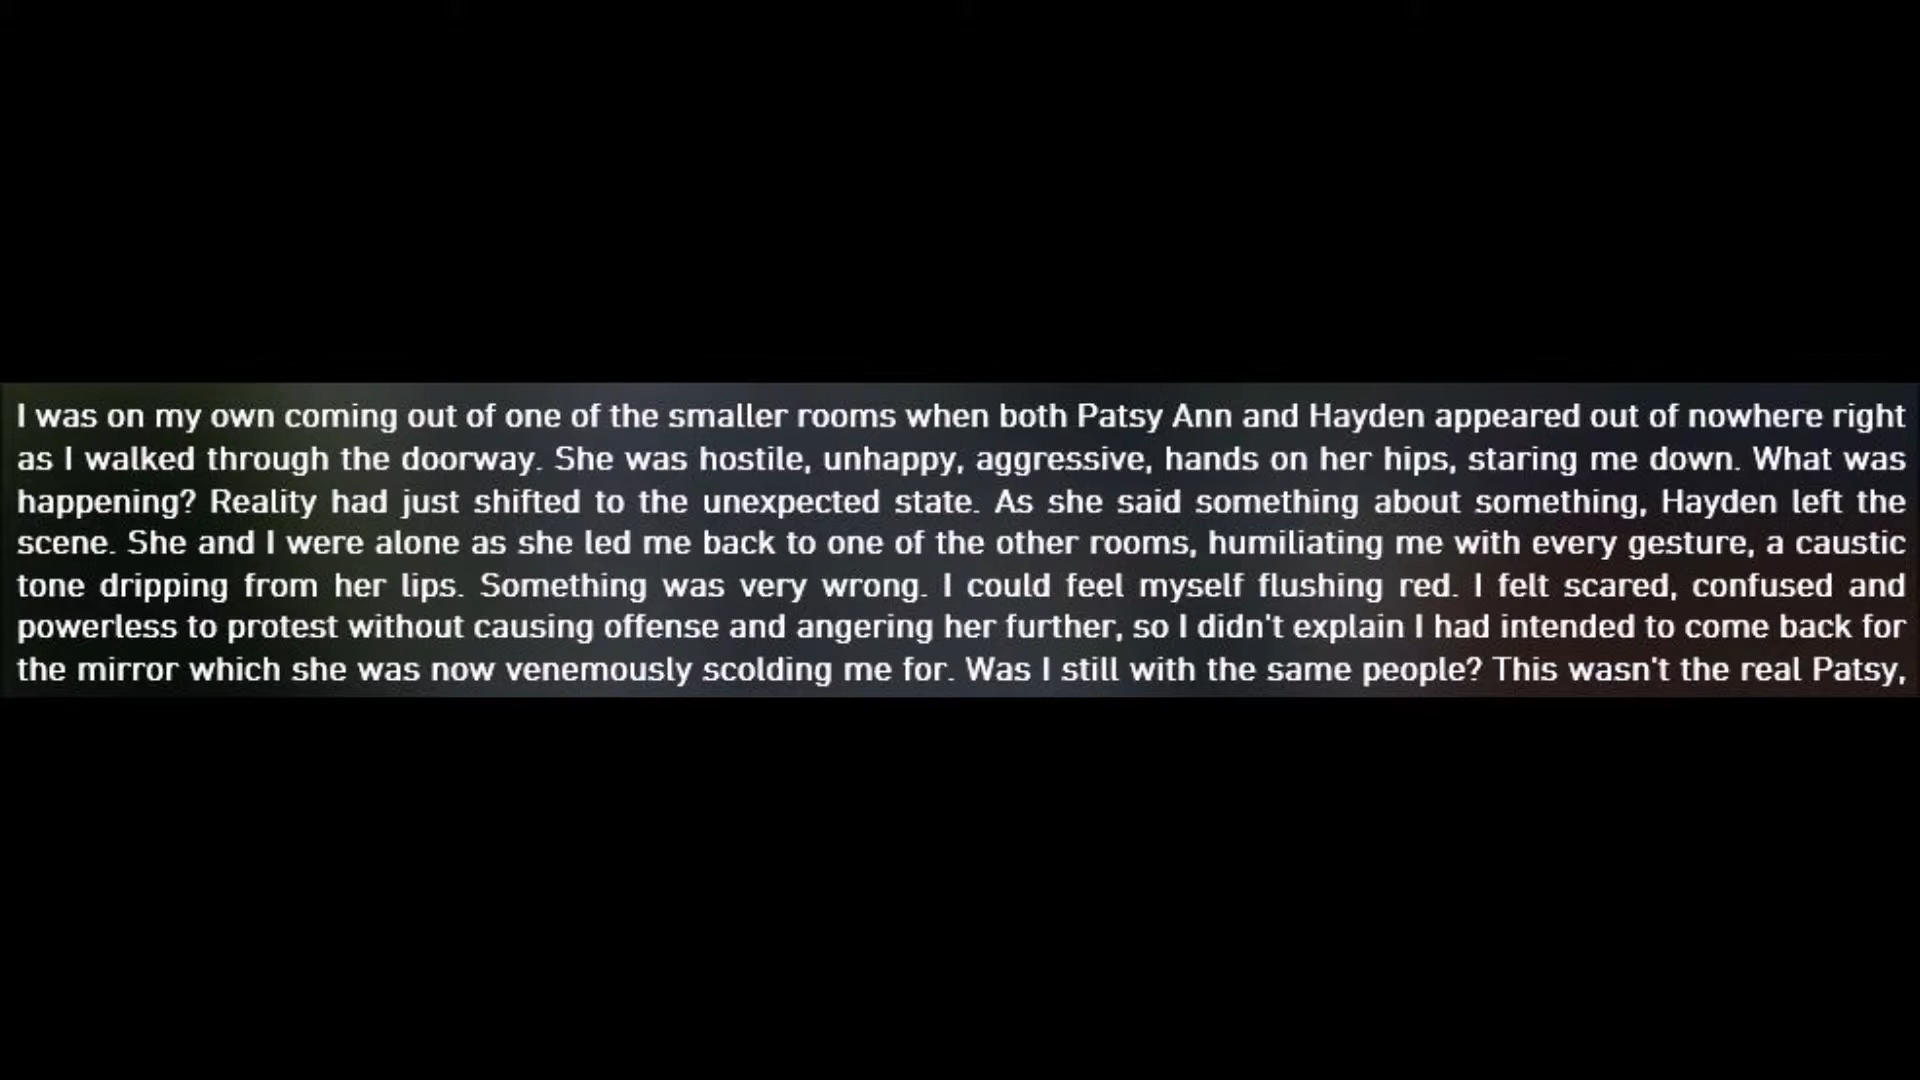 I was on my own coming out of one of the smaller rooms when both Patsy Ann and Hayden appeared out of nowhere right
as I walked through the doorway. She was hostile, unhappy, aggressive, hands on her hips, staring me down. What was
happening? Reality had just shifted to the unexpected state. As she said something about something, Hayden left the
scene. She and I were alone as she led me back to one of the other rooms, humiliating me with every gesture, a caustic
tone dripping from her lips. Something was very wrong. I could feel myself flushing red. I felt scared, confused and
powerless to protest without causing offense and angering her further, so I didn't explain I had intended to come back for
the mirror which she was now venemously scolding me for. Was I still with the same people? This wasn't the real Patsy,